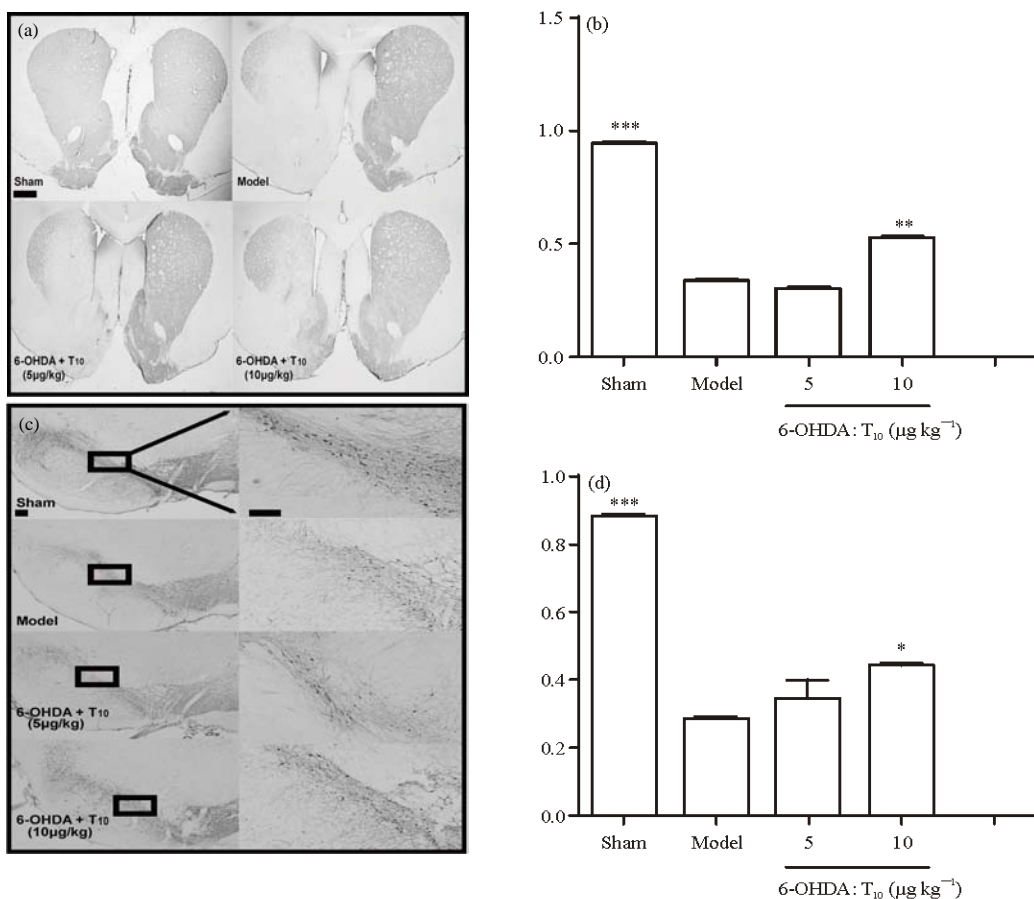 (a)
Sham
Model
6-OHDA + T10
(5µg/kg)
6-OHDA + T10
(10µg/kg)
(b)
1.5
1.0
0.5
0.0
***
**
Sham Model 5 10
6-OHDA: T10 (µg kg⁻¹)
(c)
Sham
Model
6-OHDA + T10
(5µg/kg)
6-OHDA + T10
(10µg/kg)
(d)
1.0
0.8
0.6
0.4
0.2
0.0
***
*
Sham Model 5 10
6-OHDA: T10 (µg kg⁻¹)